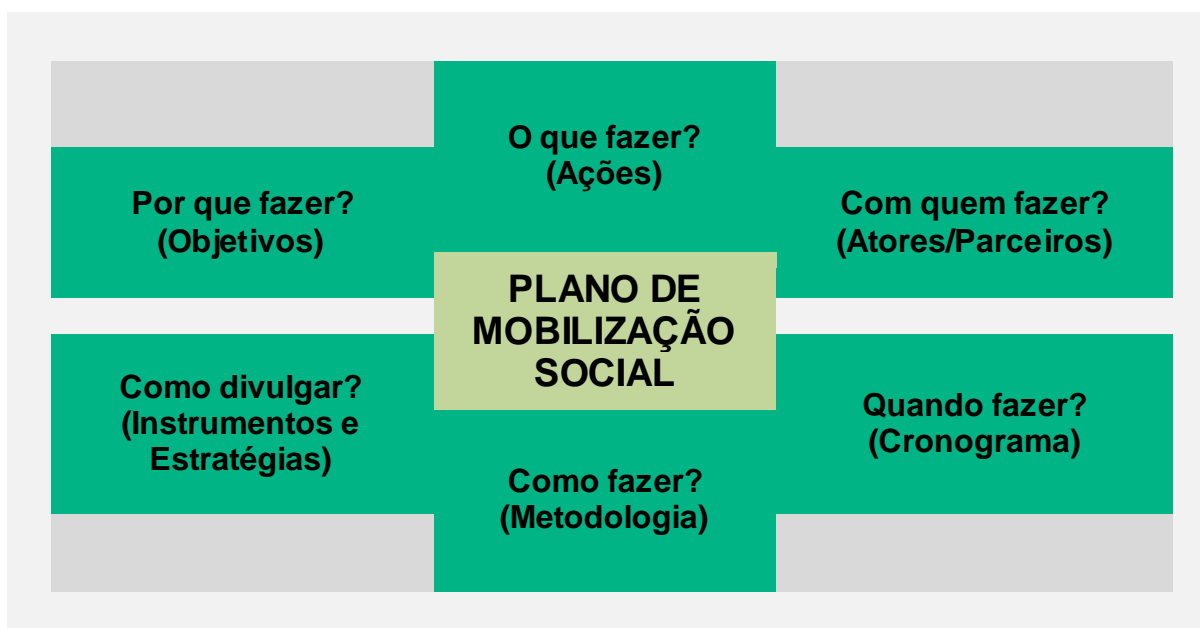 O que fazer?
(Ações)
Por que fazer?
(Objetivos)
Com quem fazer?
(Atores/Parceiros)
PLANO DE
MOBILIZAÇÃO
SOCIAL
Como divulgar?
(Instrumentos e
Estratégias)
Quando fazer?
(Cronograma)
Como fazer?
(Metodologia)